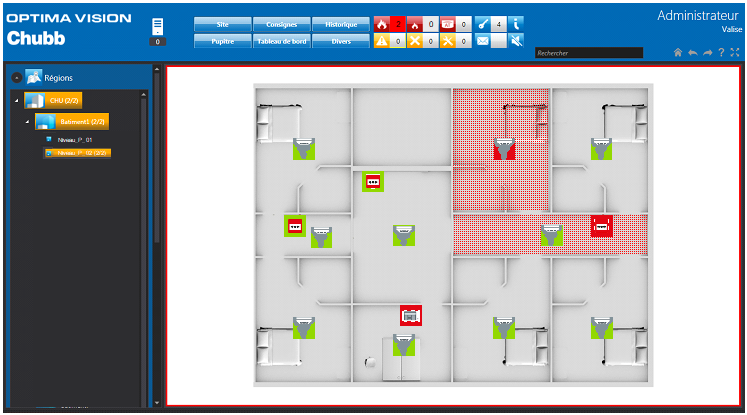 OPTIMA VISION
Chubb
0
Site
Consignes
Historique
Pupitre
Tableau de bord
Divers
2
0
0
4
0
0
0
0
Administrateur
Valise
Rechercher
?
Régions
CHU (2/2)
Batiment1 (2/2)
Niveau_P_01
Niveau_P_02 (2/2)